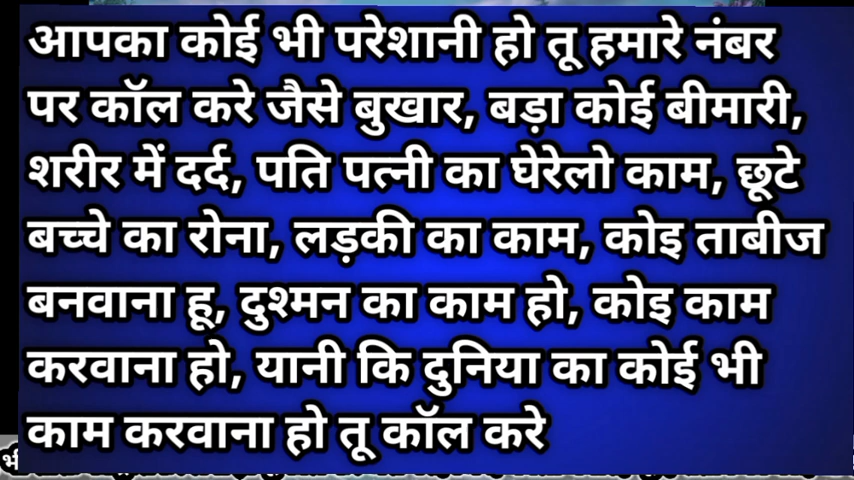 आपका कोई भी परेशानी हो तू हमारे नंबर
पर कॉल करे जैसे बुखार, बड़ा कोई बीमारी,
शरीर में दर्द, पति पत्नी का घेरेलो काम, छूटे
बच्चे का रोना, लड़की का काम, कोइ ताबीज
बनवाना हू, दुश्मन का काम हो, कोइ काम
करवाना हो, यानी कि दुनिया का कोई भी
काम करवाना हो तू कॉल करे